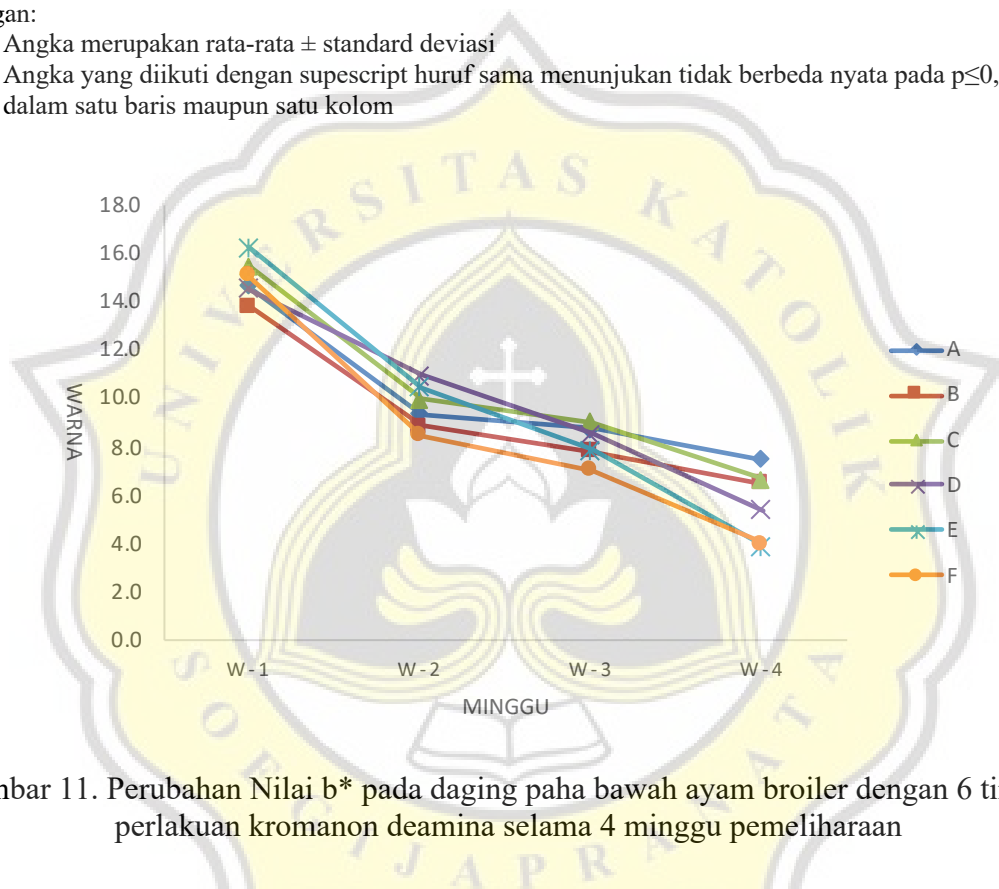 gan:
Angka merupakan rata-rata ± standard deviasi
Angka yang diikuti dengan supescript huruf sama menunjukan tidak berbeda nyata pada p≤0,
dalam satu baris maupun satu kolom
UNIVERSITAS KATOLIK
18.0
16.0
14.0
12.0
10.0
8.0
6.0
4.0
2.0
0.0
WARNA
W-1 W-2 W-3 W-4
MINGGU
A
B
C
D
E
F
SOEGIJAPRANATA
mbar 11. Perubahan Nilai b* pada daging paha bawah ayam broiler dengan 6 ti
perlakuan kromanon deamina selama 4 minggu pemeliharaan